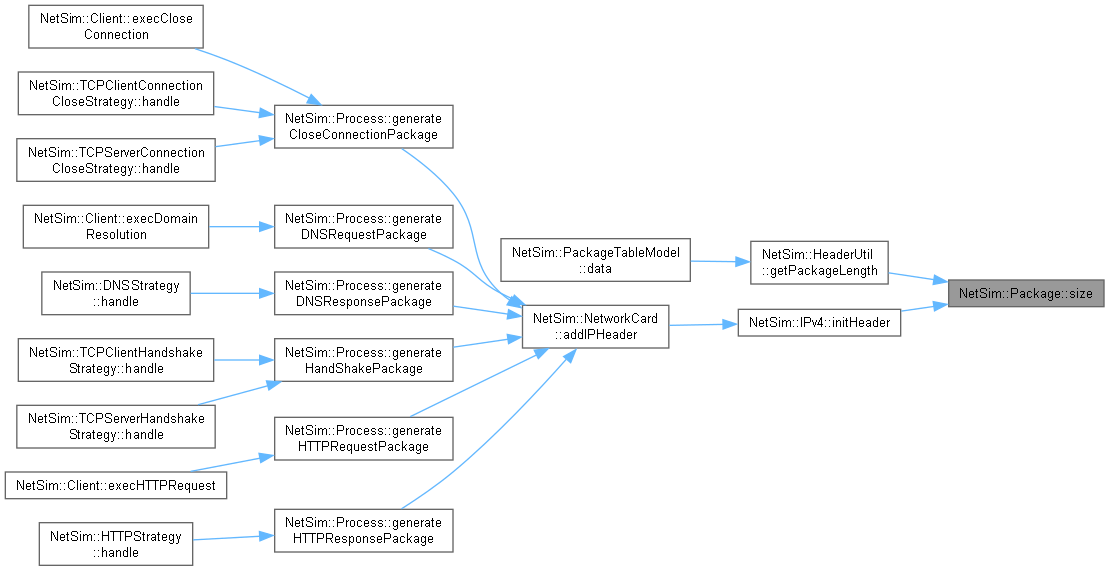 NetSim::Client::execClose
Connection
NetSim::TCPClientConnection
CloseStrategy::handle
NetSim::TCPServerConnection
CloseStrategy::handle
NetSim::Client::execDomain
Resolution
NetSim::DNSStrategy
::handle
NetSim::TCPClientHandshake
Strategy::handle
NetSim::TCPServerHandshake
Strategy::handle
NetSim::Client::execHTTPRequest
NetSim::HTTPStrategy
::handle
NetSim::Process::generate
CloseConnectionPackage
NetSim::Process::generate
DNSRequestPackage
NetSim::Process::generate
DNSResponsePackage
NetSim::Process::generate
HandShakePackage
NetSim::Process::generate
HTTPRequestPackage
NetSim::Process::generate
HTTPResponsePackage
NetSim::PackageTableModel
::data
NetSim::NetworkCard
::addIPHeader
NetSim::HeaderUtil
::getPackageLength
NetSim::IPv4::initHeader
NetSim::Package::size